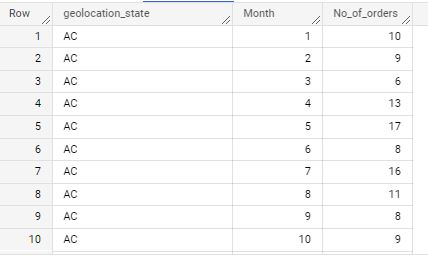 Row geolocation_state Month No_of_orders
1 AC 1 10
2 AC 2 9
3 AC 3 6
4 AC 4 13
5 AC 5 17
6 AC 6 8
7 AC 7 16
8 AC 8 11
9 AC 9 8
10 AC 10 9